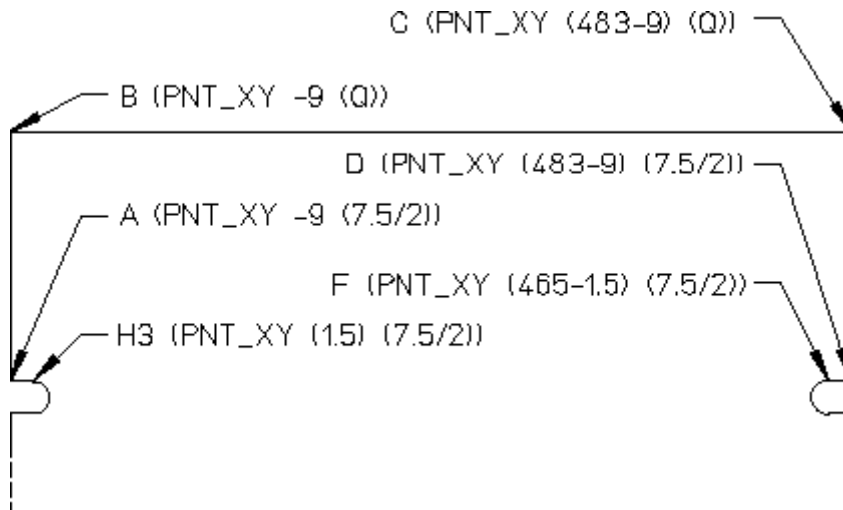 C (PNT_XY (483-9) (Q))
B (PNT_XY -9 (Q))
D (PNT_XY (483-9) (7.5/2))
A (PNT_XY -9 (7.5/2))
F (PNT_XY (465-1.5) (7.5/2))
H3 (PNT_XY (1.5) (7.5/2))